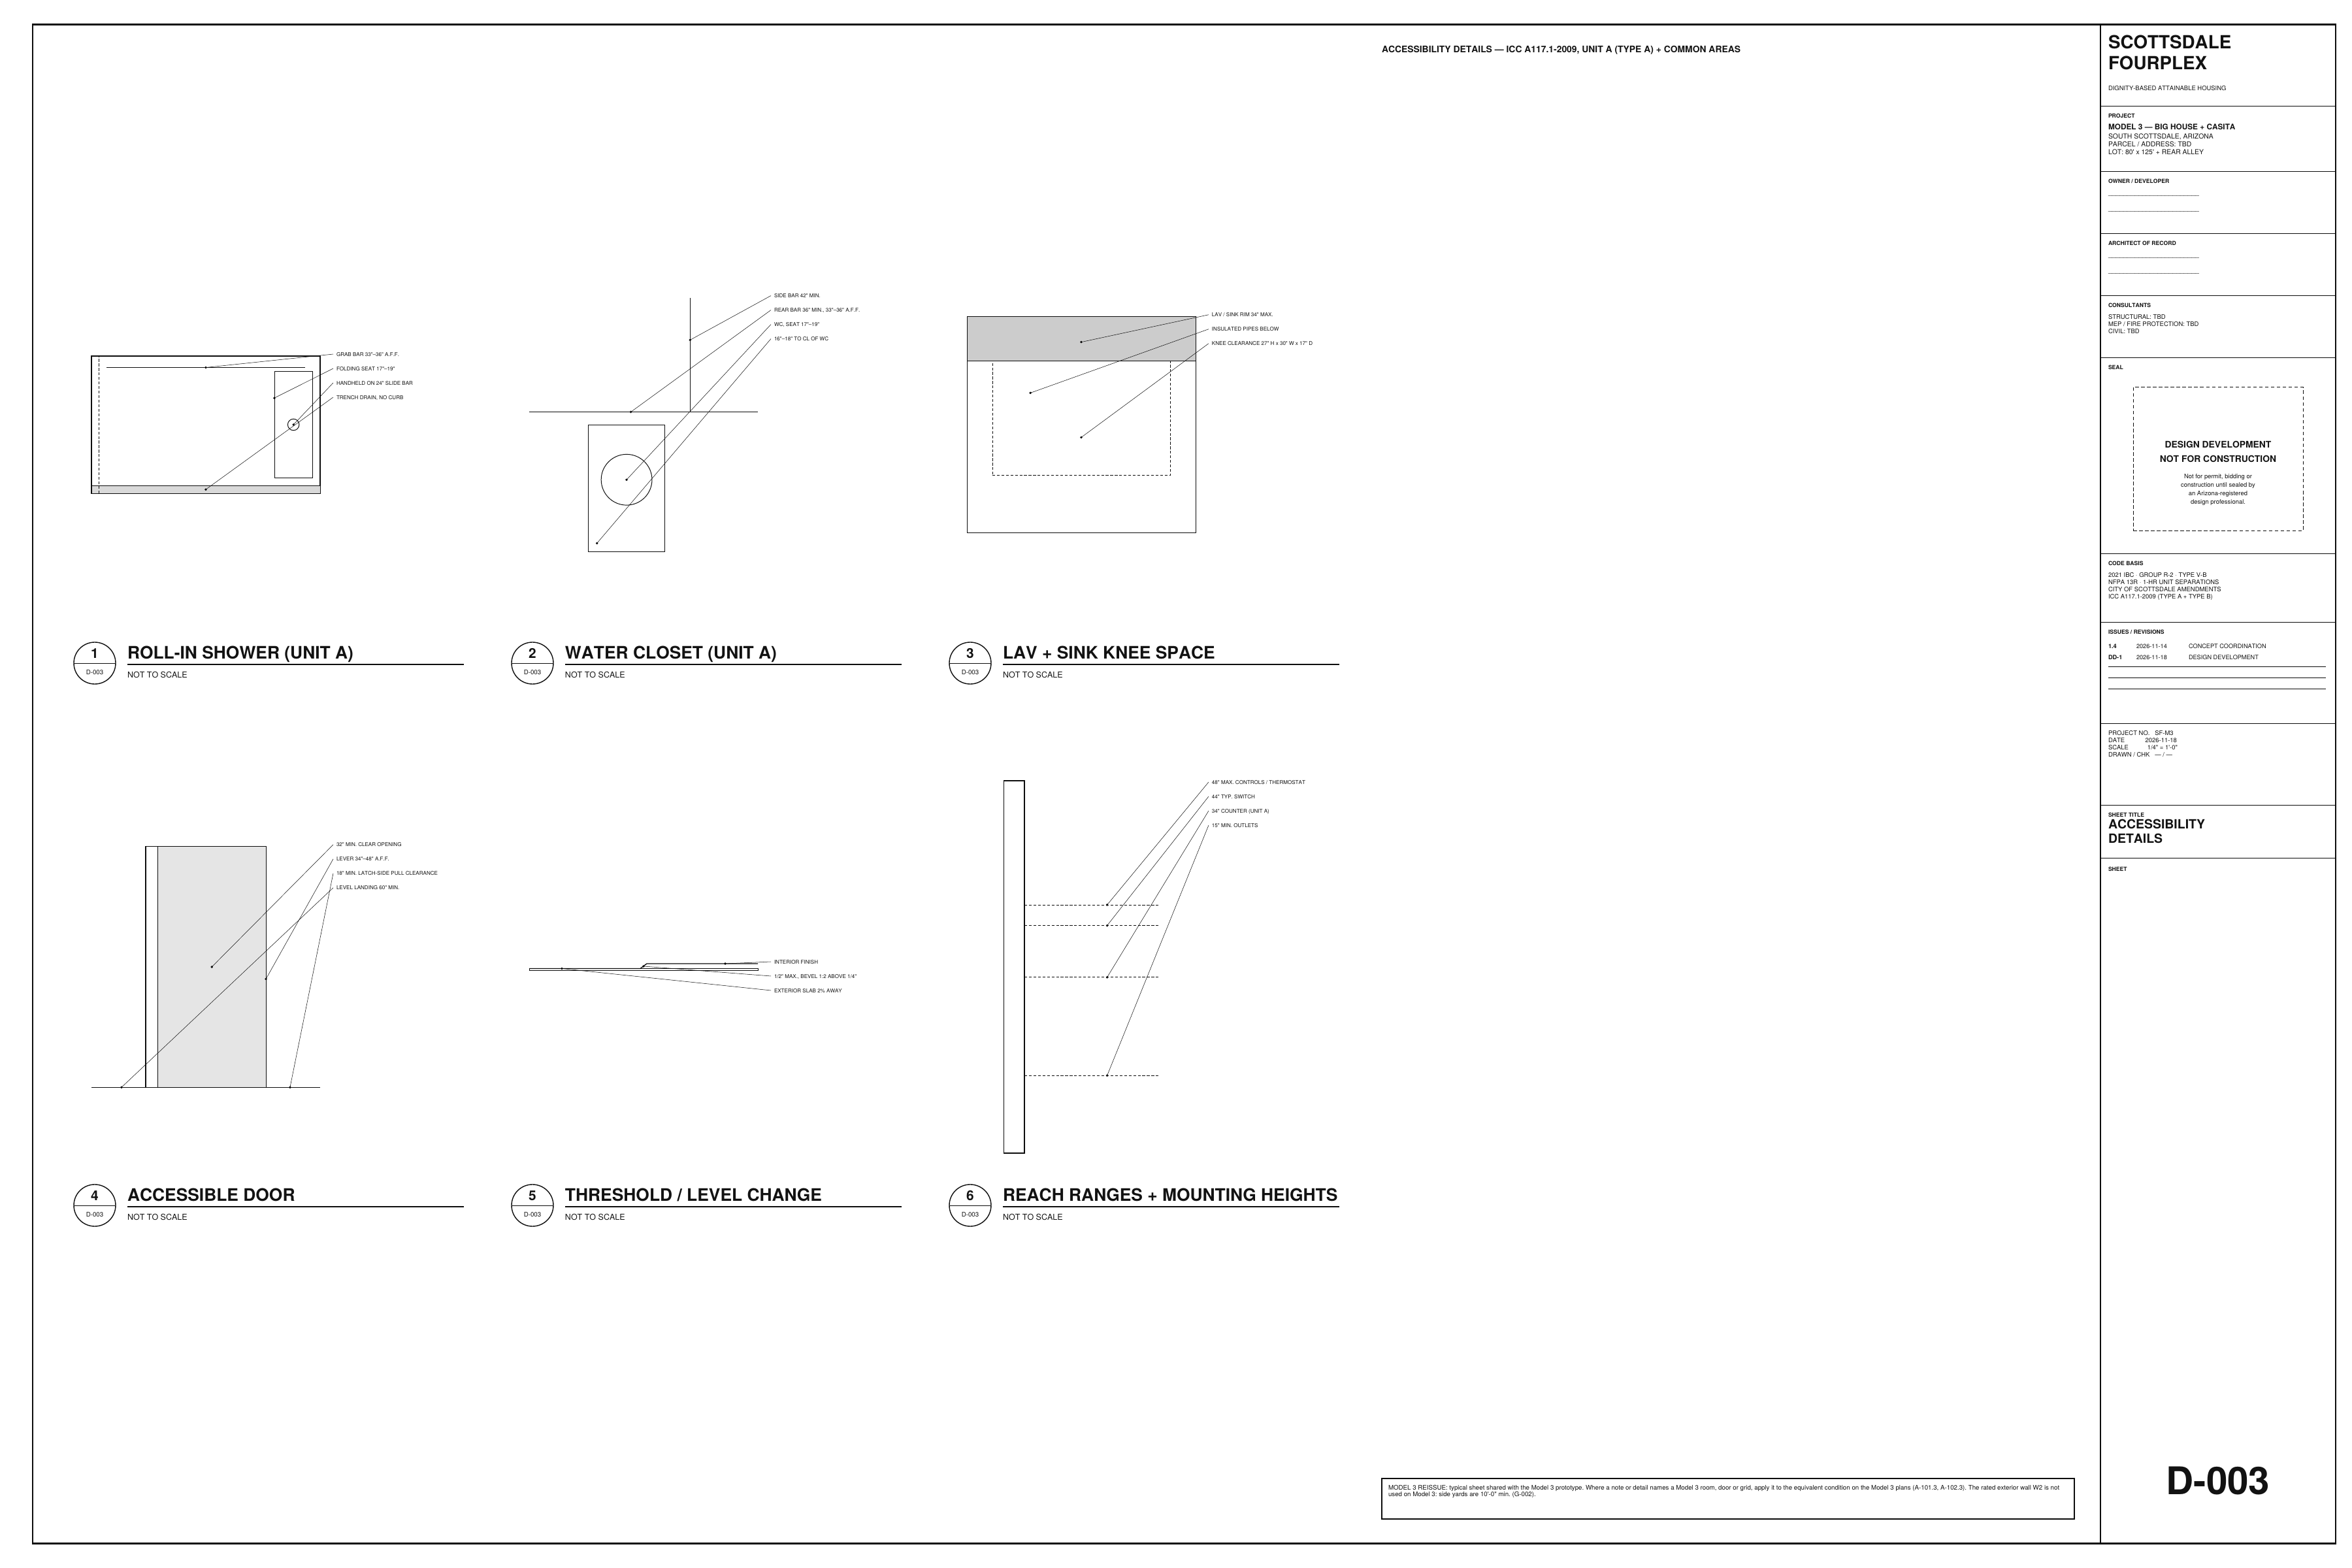 ACCESSIBILITY DETAILS — ICC A117.1-2009, UNIT A (TYPE A) + COMMON AREAS
GRAB BAR 33"–36" A.F.F.
FOLDING SEAT 17"–19"
HANDHELD ON 24" SLIDE BAR
TRENCH DRAIN, NO CURB
1
D-003
ROLL-IN SHOWER (UNIT A)
NOT TO SCALE
SIDE BAR 42" MIN.
REAR BAR 36" MIN., 33"–36" A.F.F.
WC, SEAT 17"–19"
16"–18" TO CL OF WC
2
D-003
WATER CLOSET (UNIT A)
NOT TO SCALE
LAV / SINK RIM 34" MAX.
INSULATED PIPES BELOW
KNEE CLEARANCE 27" H x 30" W x 17" D
3
D-003
LAV + SINK KNEE SPACE
NOT TO SCALE
32" MIN. CLEAR OPENING
LEVER 34"–48" A.F.F.
18" MIN. LATCH-SIDE PULL CLEARANCE
LEVEL LANDING 60" MIN.
4
D-003
ACCESSIBLE DOOR
NOT TO SCALE
INTERIOR FINISH
1/2" MAX., BEVEL 1:2 ABOVE 1/4"
EXTERIOR SLAB 2% AWAY
5
D-003
THRESHOLD / LEVEL CHANGE
NOT TO SCALE
48" MAX. CONTROLS / THERMOSTAT
44" TYP. SWITCH
34" COUNTER (UNIT A)
15" MIN. OUTLETS
6
D-003
REACH RANGES + MOUNTING HEIGHTS
NOT TO SCALE
MODEL 3 REISSUE: typical sheet shared with the Model 3 prototype. Where a note or detail names a Model 3 room, door or grid, apply it to the equivalent condition on the Model 3 plans (A-101.3, A-102.3). The rated exterior wall W2 is not
used on Model 3: side yards are 10'-0" min. (G-002).
SCOTTSDALE
FOURPLEX
DIGNITY-BASED ATTAINABLE HOUSING
PROJECT
MODEL 3 — BIG HOUSE + CASITA
SOUTH SCOTTSDALE, ARIZONA
PARCEL / ADDRESS: TBD
LOT: 80' x 125' + REAR ALLEY
OWNER / DEVELOPER
ARCHITECT OF RECORD
CONSULTANTS
STRUCTURAL: TBD
MEP / FIRE PROTECTION: TBD
CIVIL: TBD
SEAL
DESIGN DEVELOPMENT
NOT FOR CONSTRUCTION
Not for permit, bidding or
construction until sealed by
an Arizona-registered
design professional.
CODE BASIS
2021 IBC · GROUP R-2 · TYPE V-B
NFPA 13R · 1-HR UNIT SEPARATIONS
CITY OF SCOTTSDALE AMENDMENTS
ICC A117.1-2009 (TYPE A + TYPE B)
ISSUES / REVISIONS
1.4 2026-11-14 CONCEPT COORDINATION
DD-1 2026-11-18 DESIGN DEVELOPMENT
PROJECT NO. SF-M3
DATE 2026-11-18
SCALE 1/4" = 1'-0"
DRAWN / CHK — / —
SHEET TITLE
ACCESSIBILITY
DETAILS
SHEET
D-003